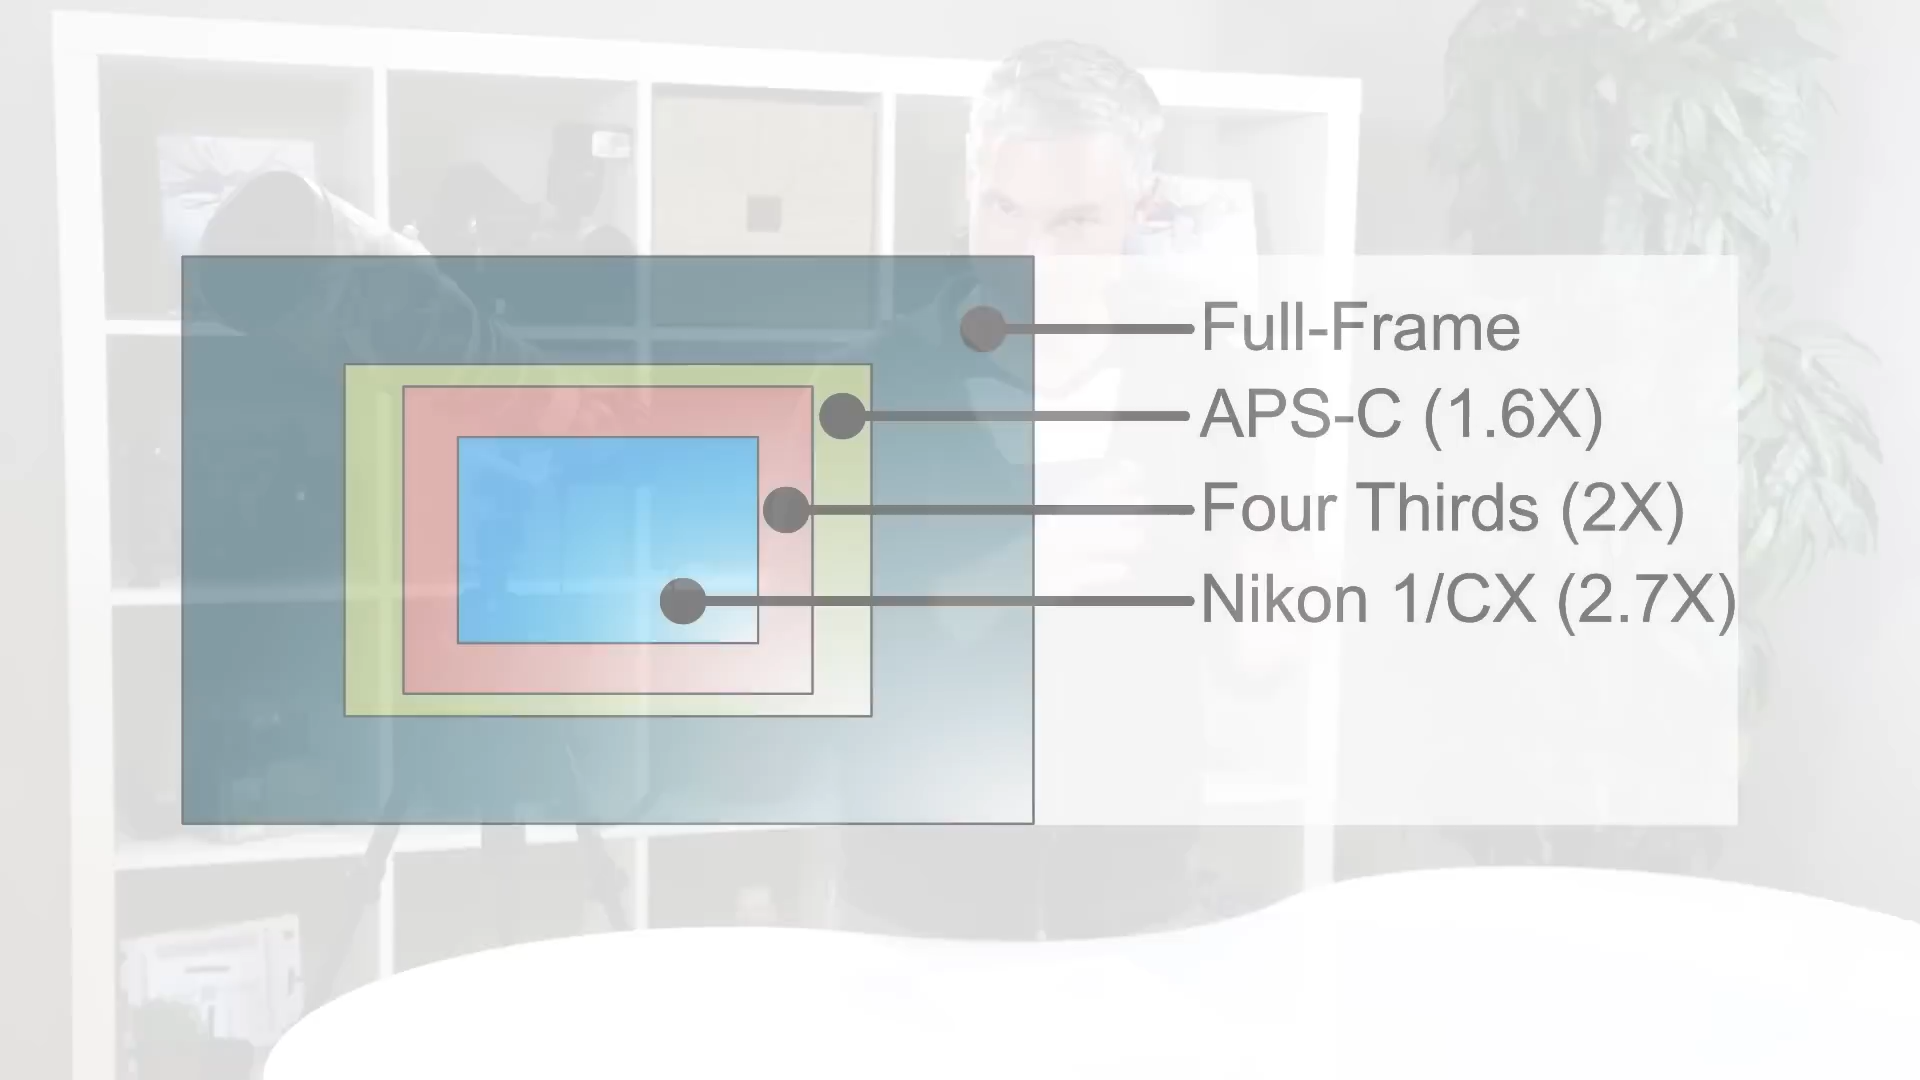 Full-Frame
APS-C (1.6X)
Four Thirds (2X)
Nikon 1/CX (2.7X)